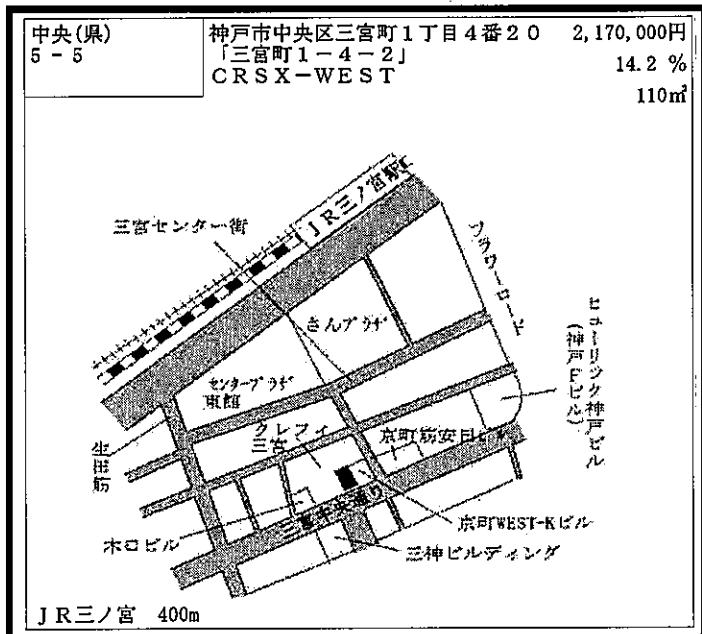 中央(県)
5-5
神戸市中央区三宮町1丁目4番20
「三宮町1-4-2」
CRSX-WEST
2,170,000円
14.2 %
110㎡
JR三ノ宮駅
三宮センター街
フラワーロード
さんプラザ
ヒューリック神戸ビル
(神戸Fビル)
センタープラザ
東館
クレフィ
三宮
京町筋安田ビル
生田筋
三宮中央通り
京町WEST-Kビル
木口ビル
三神ビルディング
JR三ノ宮 400m